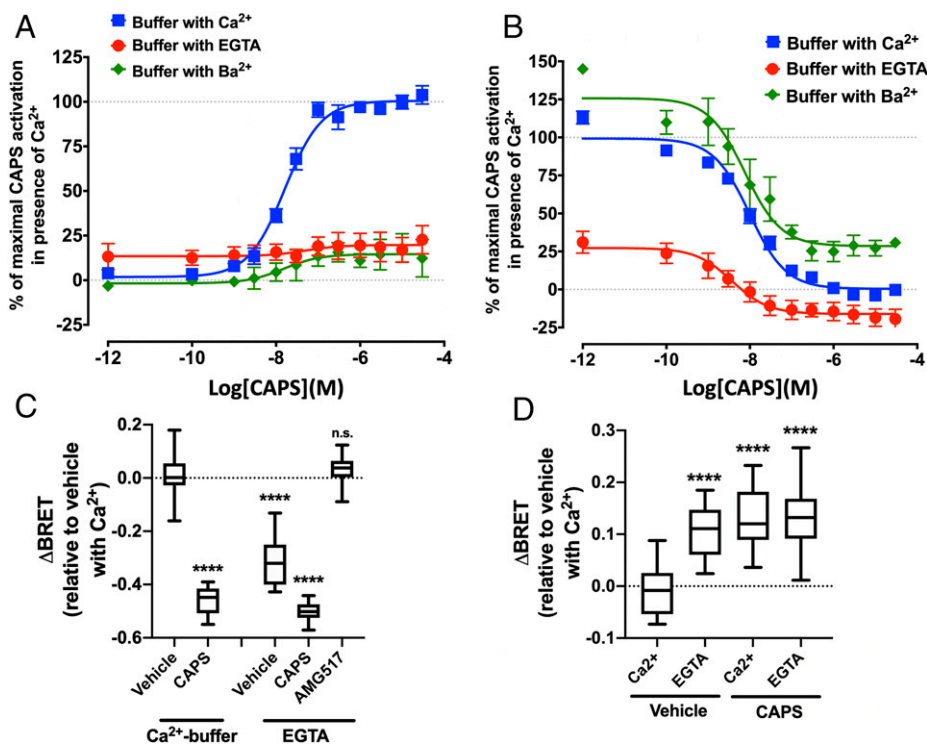 A
Buffer with Ca²⁺
Buffer with EGTA
Buffer with Ba²⁺
% of maximal CAPS activation
in presence of Ca²⁺
125
100
75
50
25
0
-25
-12
-10
-8
-6
-4
Log[CAPS](M)
B
Buffer with Ca²⁺
Buffer with EGTA
Buffer with Ba²⁺
% of maximal CAPS activation
in presence of Ca²⁺
150
125
100
75
50
25
0
-25
-12
-10
-8
-6
-4
Log[CAPS](M)
C
ΔBRET
(relative to vehicle
with Ca²⁺)
0.2
0.0
-0.2
-0.4
-0.6
****
****
****
n.s.
Vehicle
CAPS
Vehicle
CAPS
AMG517
Ca²⁺-buffer
EGTA
D
ΔBRET
(relative to vehicle
with Ca²⁺)
0.3
0.2
0.1
0.0
-0.1
****
****
****
Ca2+
EGTA
Ca2+
EGTA
Vehicle
CAPS